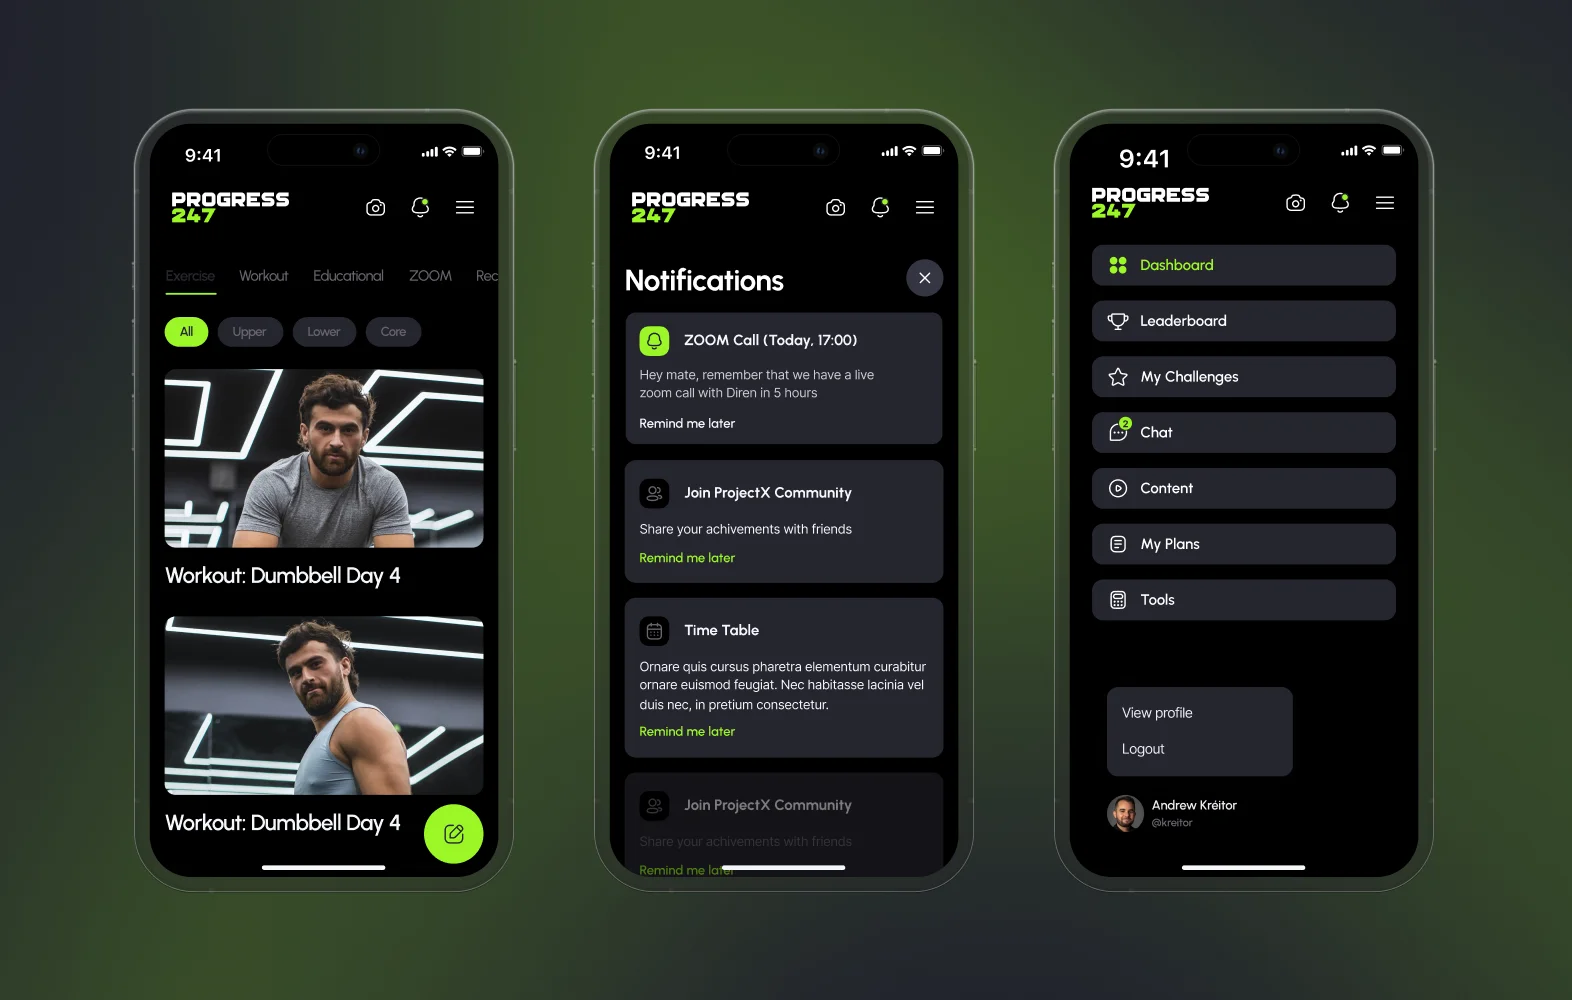 9:41
PROGRESS
247
Exercise Workout Educational ZOOM Rec
All Upper Lower Core
Workout: Dumbbell Day 4
Workout: Dumbbell Day 4
9:41
PROGRESS
247
Notifications
ZOOM Call (Today, 17:00)
Hey mate, remember that we have a live
zoom call with Diren in 5 hours
Remind me later
Join ProjectX Community
Share your achivements with friends
Remind me later
Time Table
Ornare quis cursus pharetra elementum curabitur
ornare euismod feugiat. Nec habitasse lacinia vel
duis nec, in pretium consectetur.
Remind me later
Join ProjectX Community
Share your achivements with friends
Remind me later
9:41
PROGRESS
247
Dashboard
Leaderboard
My Challenges
2
Chat
Content
My Plans
Tools
View profile
Logout
Andrew Kréitor
@kreitor